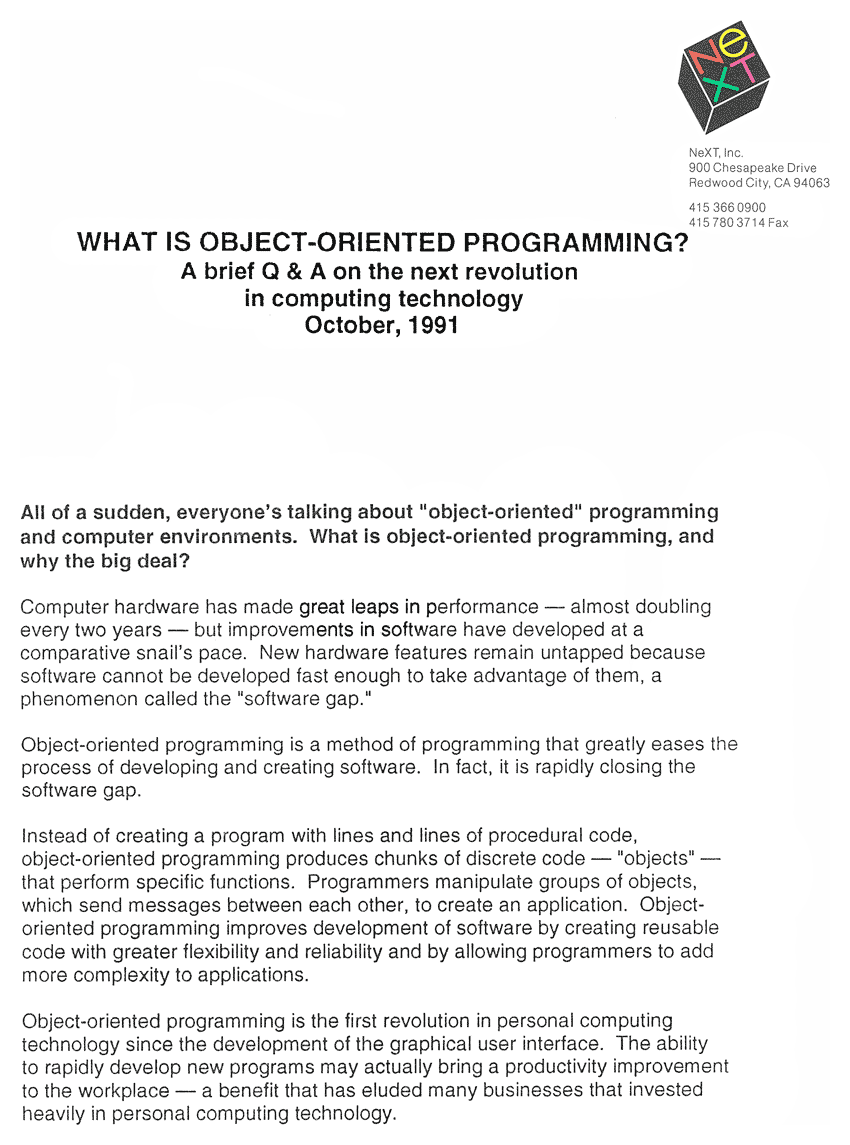 NeXT
NeXT, Inc.
900 Chesapeake Drive
Redwood City, CA 94063
415 366 0900
415 780 3714 Fax
WHAT IS OBJECT-ORIENTED PROGRAMMING?
A brief Q & A on the next revolution
in computing technology
October, 1991
All of a sudden, everyone's talking about "object-oriented" programming
and computer environments. What is object-oriented programming, and
why the big deal?
Computer hardware has made great leaps in performance — almost doubling
every two years — but improvements in software have developed at a
comparative snail's pace. New hardware features remain untapped because
software cannot be developed fast enough to take advantage of them, a
phenomenon called the "software gap."
Object-oriented programming is a method of programming that greatly eases the
process of developing and creating software. In fact, it is rapidly closing the
software gap.
Instead of creating a program with lines and lines of procedural code,
object-oriented programming produces chunks of discrete code — "objects" —
that perform specific functions. Programmers manipulate groups of objects,
which send messages between each other, to create an application. Object-
oriented programming improves development of software by creating reusable
code with greater flexibility and reliability and by allowing programmers to add
more complexity to applications.
Object-oriented programming is the first revolution in personal computing
technology since the development of the graphical user interface. The ability
to rapidly develop new programs may actually bring a productivity improvement
to the workplace — a benefit that has eluded many businesses that invested
heavily in personal computing technology.